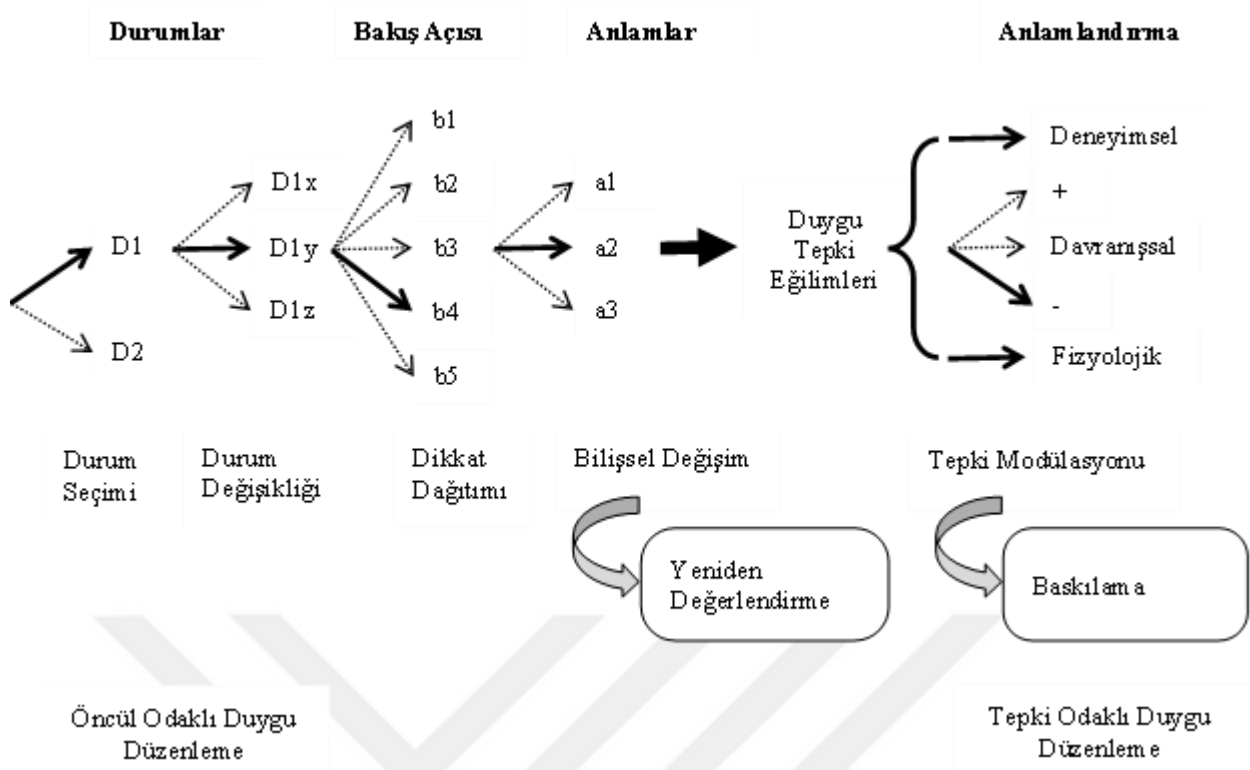 Durumlar
Bakış Açısı
Anlamlar
Anlamlandırma
D1
D2
D1x
D1y
D1z
b1
b2
b3
b4
b5
a1
a2
a3
Duygu
Tepki
Eğilimleri
Deneyimsel
+
Davranışsal
-
Fizyolojik
Durum
Seçimi
Durum
Değişikliği
Dikkat
Dağıtımı
Bilişsel Değişim
Tepki Modülasyonu
Yeniden
Değerlendirme
Baskılama
Öncül Odaklı Duygu
Düzenleme
Tepki Odaklı Duygu
Düzenleme